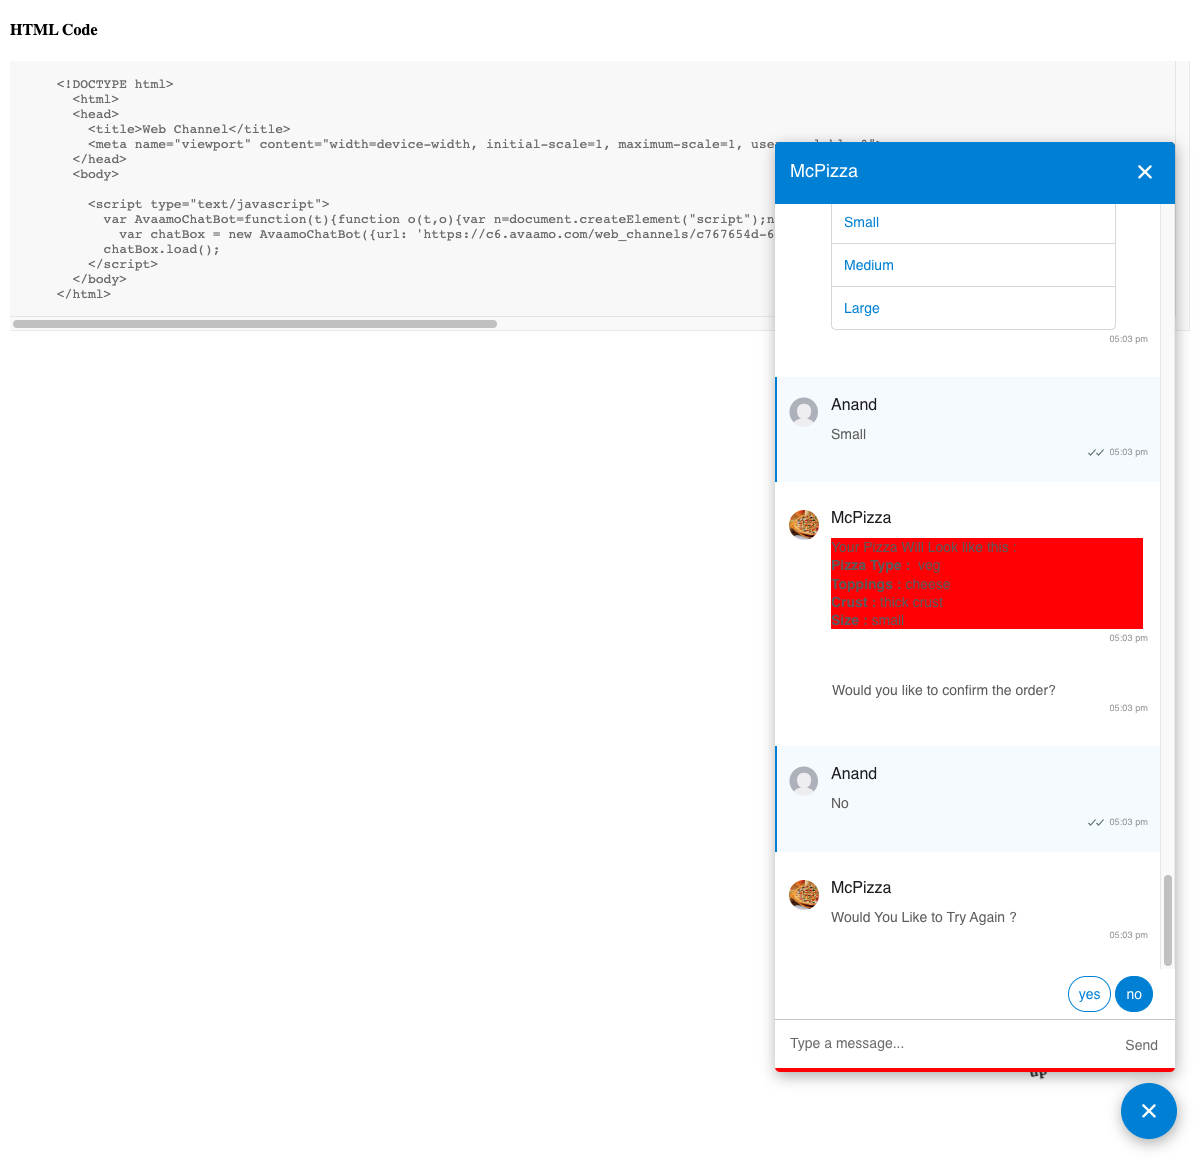 HTML Code
<!DOCTYPE html>
<html>
<head>
<title>Web Channel</title>
<meta name="viewport" content="width=device-width, initial-scale=1, maximum-scale=1,
</head>
<body>
<script type="text/javascript">
var AvaamoChatBot=function(t){function o(t,o){var n=document.createElement("script");n
var chatBox = new AvaamoChatBot({url: 'https://c6.avaamo.com/web_channels/c767654d-6
chatBox.load();
</script>
</body>
</html>
McPizza
Small
Medium
Large
05:03 pm
Anand
Small
05:03 pm
McPizza
Your Pizza Will Look like this :
Pizza Type : veg
Toppings : cheese
Crust : thick crust
Size : small
05:03 pm
Would you like to confirm the order?
05:03 pm
Anand
No
05:03 pm
McPizza
Would You Like to Try Again ?
05:03 pm
yes no
Type a message... Send
up